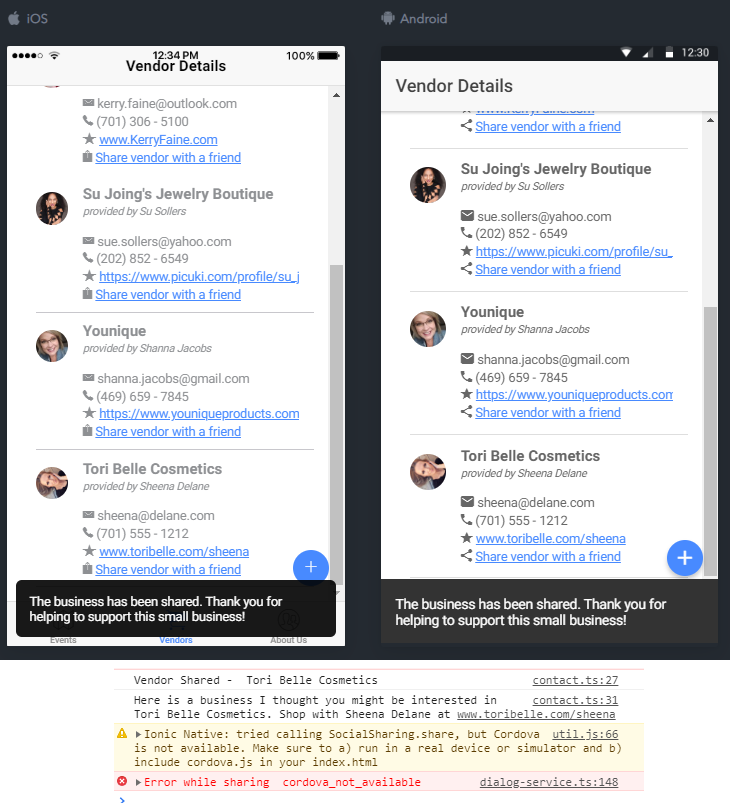 iOS
12:34 PM
100%
Vendor Details
kerry.faine@outlook.com
(701) 306 - 5100
www.KerryFaine.com
Share vendor with a friend
Su Joing's Jewelry Boutique
provided by Su Sollers
sue.sollers@yahoo.com
(202) 852 - 6549
https://www.picuki.com/profile/su_j
Share vendor with a friend
Younique
provided by Shanna Jacobs
shanna.jacobs@gmail.com
(469) 659 - 7845
https://www.youniqueproducts.com
Share vendor with a friend
Tori Belle Cosmetics
provided by Sheena Delane
sheena@delane.com
(701) 555 - 1212
www.toribelle.com/sheena
Share vendor with a friend
The business has been shared. Thank you for
helping to support this small business!
Events
Vendors
About Us
Android
12:30
Vendor Details
www.KerryFaine.com
Share vendor with a friend
Su Joing's Jewelry Boutique
provided by Su Sollers
sue.sollers@yahoo.com
(202) 852 - 6549
https://www.picuki.com/profile/su_
Share vendor with a friend
Younique
provided by Shanna Jacobs
shanna.jacobs@gmail.com
(469) 659 - 7845
https://www.youniqueproducts.com
Share vendor with a friend
Tori Belle Cosmetics
provided by Sheena Delane
sheena@delane.com
(701) 555 - 1212
www.toribelle.com/sheena
Share vendor with a friend
The business has been shared. Thank you for
helping to support this small business!
Vendor Shared -  Tori Belle Cosmetics contact.ts:27
Here is a business I thought you might be interested in contact.ts:31
Tori Belle Cosmetics. Shop with Sheena Delane at www.toribelle.com/sheena
Ionic Native: tried calling SocialSharing.share, but Cordova util.js:66
is not available. Make sure to a) run in a real device or simulator and b)
include cordova.js in your index.html
Error while sharing  cordova_not_available dialog-service.ts:148